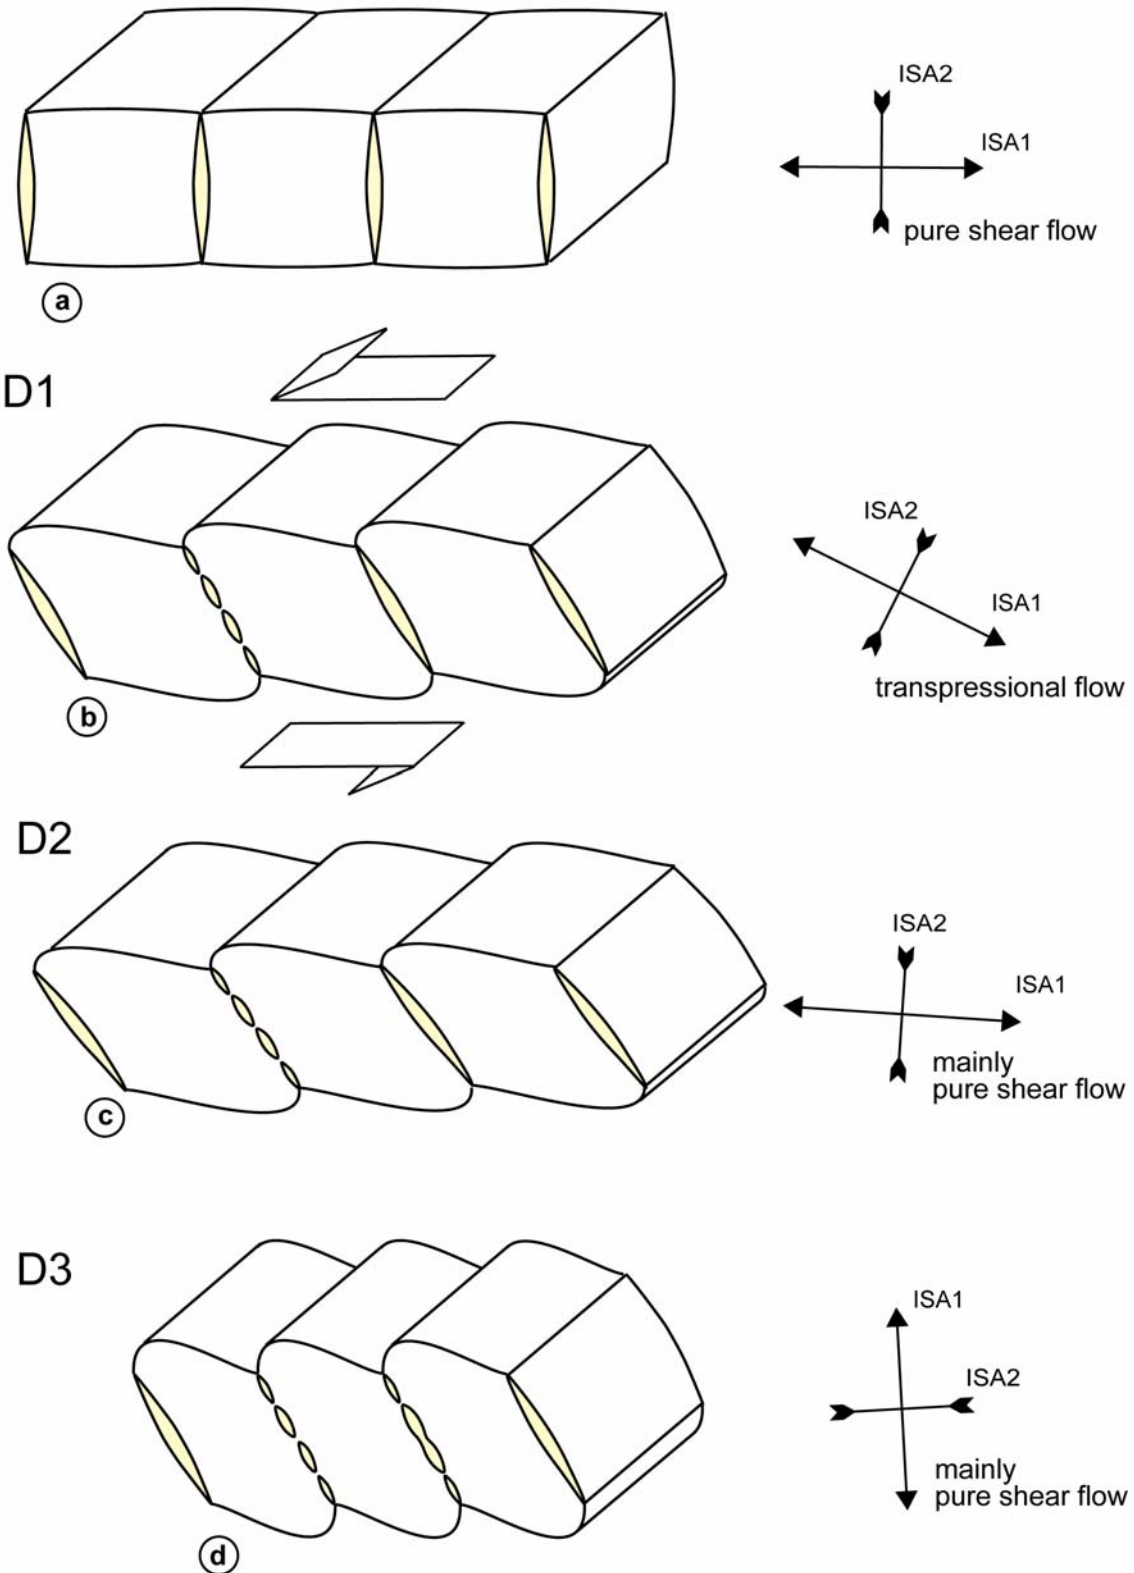 ISA2
ISA1
pure shear flow
a
D1
ISA2
ISA1
transpressional flow
b
D2
ISA2
ISA1
mainly
pure shear flow
c
D3
ISA1
ISA2
mainly
pure shear flow
d